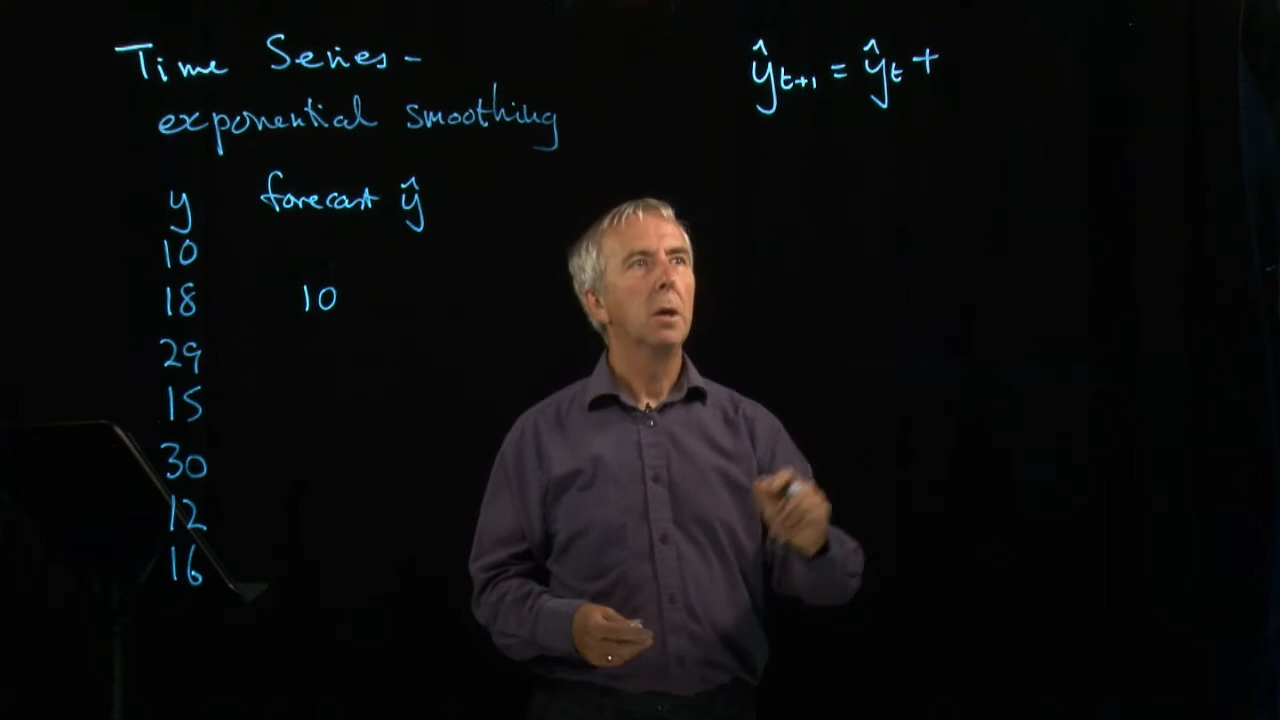 Time Series -
exponential smoothing
ŷt+1 = ŷt +
y forecast ŷ
10
18 10
29
15
30
12
16